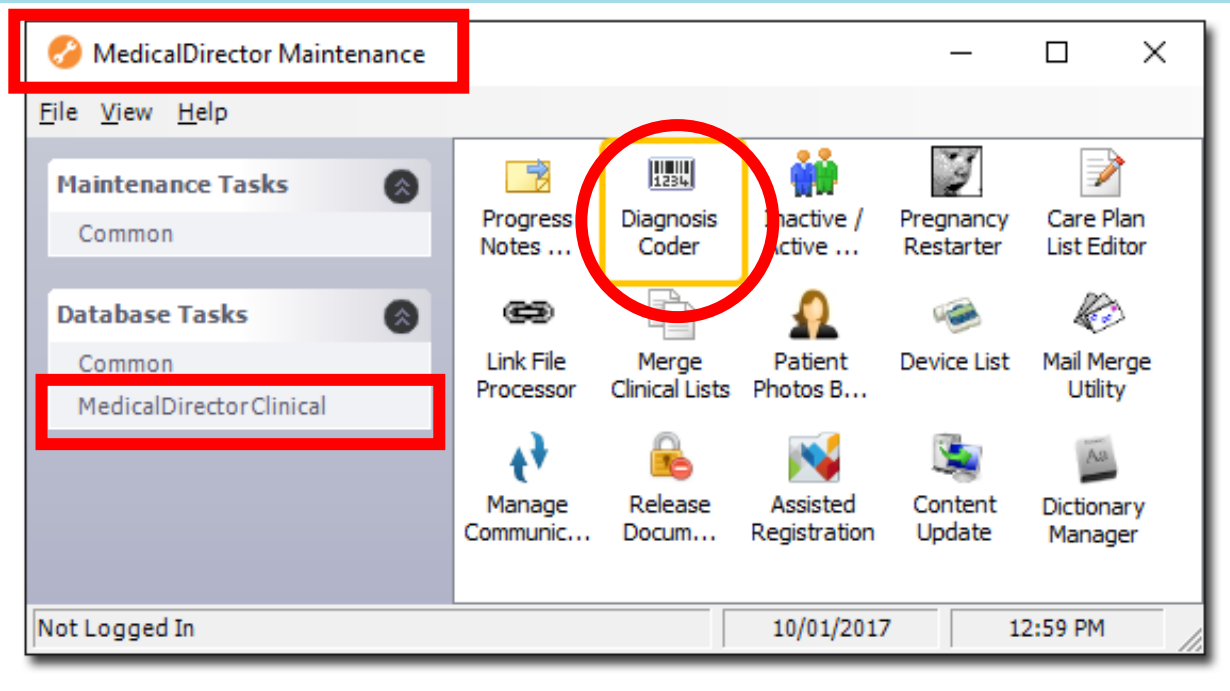 MedicalDirector Maintenance
File View Help
Maintenance Tasks
Common
Database Tasks
Common
MedicalDirectorClinical
Progress
Notes ...
1234
Diagnosis
Coder
Inactive /
Active ...
Pregnancy
Restarter
Care Plan
List Editor
Link File
Processor
Merge
Clinical Lists
Patient
Photos B...
Device List
Mail Merge
Utility
Manage
Communic...
Release
Docum...
Assisted
Registration
Content
Update
Aa
Dictionary
Manager
Not Logged In
10/01/2017
12:59 PM